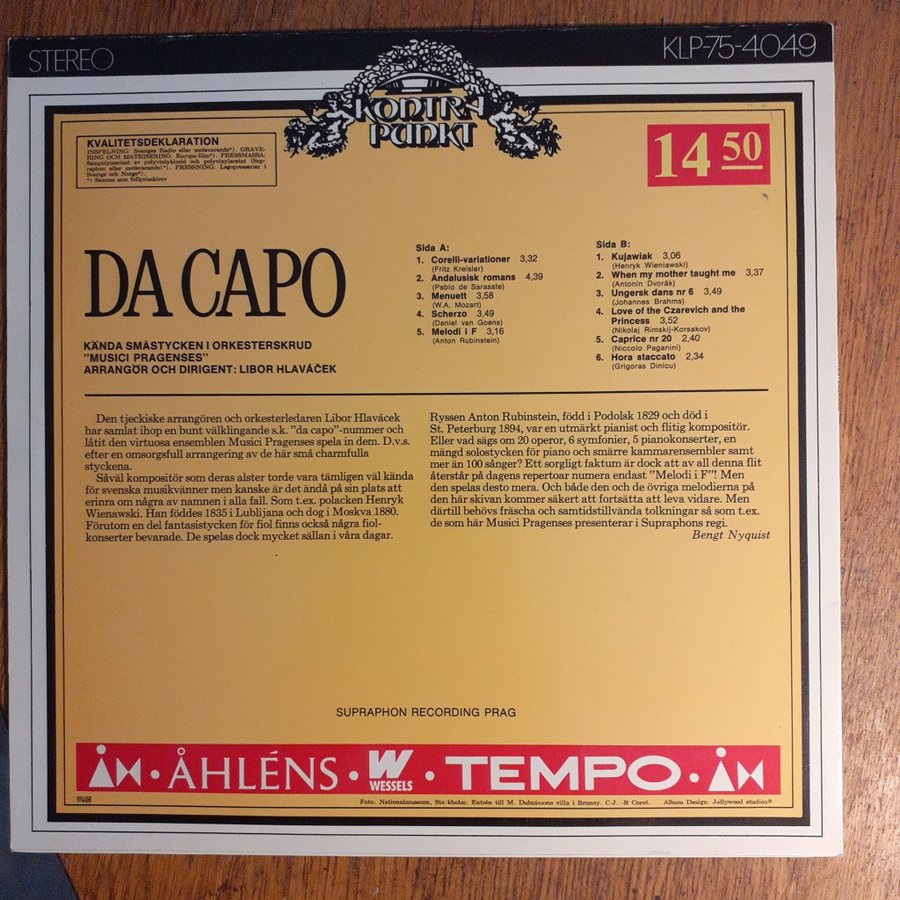 STEREO
KLP-75-4049
KONTRA
PUNKT
KVALITETSDEKLARATION
INSPELNING: Sveriges Radio eller motsvarande*). GRAVE-
RING OCH MATRISERING: Europa-film*). PRESSMASSA:
Sampolymerisat av polyvinylklorid och polyvinylacetat (Sup-
raphon eller motsvarande)*). PRESSNING: Legopresserier i
Sverige och Norge*).
*) Samma som fullprisskivor
14 50
DA CAPO
KÄNDA SMÅSTYCKEN I ORKESTERSKRUD
"MUSICI PRAGENSES"
ARRANGÖR OCH DIRIGENT: LIBOR HLAVÁČEK
Sida A:
1. Corelli-variationer 3,32
(Fritz Kreisler)
2. Andalusisk romans 4,39
(Pablo de Sarasate)
3. Menuett 3,58
(W.A. Mozart)
4. Scherzo 3,49
(Daniel van Goens)
5. Melodi i F 3,16
(Anton Rubinstein)
Sida B:
1. Kujawiak 3,06
(Henryk Wieniawski)
2. When my mother taught me 3,37
(Antonín Dvorák)
3. Ungersk dans nr 6 3,49
(Johannes Brahms)
4. Love of the Czarevich and the
Princess 3,52
(Nikolaj Rimskij-Korsakov)
5. Caprice nr 20 2,40
(Niccolo Paganini)
6. Hora staccato 2,34
(Grigoras Dinicu)
Den tjeckiske arrangören och orkesterledaren Libor Hlavácek
har samlat ihop en bunt välklingande s.k. "da capo"-nummer och
låtit den virtuosa ensemblen Musici Pragenses spela in dem. D.v.s.
efter en omsorgsfull arrangering av de här små charmfulla
styckena.
Såväl kompositör som deras alster torde vara tämligen väl kända
för svenska musikvänner men kanske är det ändå på sin plats att
erinra om några av namnen i alla fall. Som t.ex. polacken Henryk
Wienawski. Han föddes 1835 i Lublijana och dog i Moskva 1880.
Förutom en del fantasistycken för fiol finns också några fiol-
konserter bevarade. De spelas dock mycket sällan i våra dagar.
Ryssen Anton Rubinstein, född i Podolsk 1829 och död i
St. Peterburg 1894, var en utmärkt pianist och flitig kompositör.
Eller vad sägs om 20 operor, 6 symfonier, 5 pianokonserter, en
mängd solostycken för piano och smärre kammarensembler samt
mer än 100 sånger? Ett sorgligt faktum är dock att av all denna flit
återstår på dagens repertoar numera endast "Melodi i F"! Men
den spelas desto mera. Och både den och de övriga melodierna på
den här skivan kommer säkert att fortsätta att leva vidare. Men
därtill behövs fräscha och samtidstillvända tolkningar så som t.ex.
de som här Musici Pragenses presenterar i Supraphons regi.
Bengt Nyquist
SUPRAPHON RECORDING PRAG
ÅHLÉNS · W WESSELS · TEMPO ·
Foto: Nationalmuseum, Stockholm: Entrén till M. Dubuissons villa i Brunoy. C-J. -B Corot. Album Design: Jollywood studios®